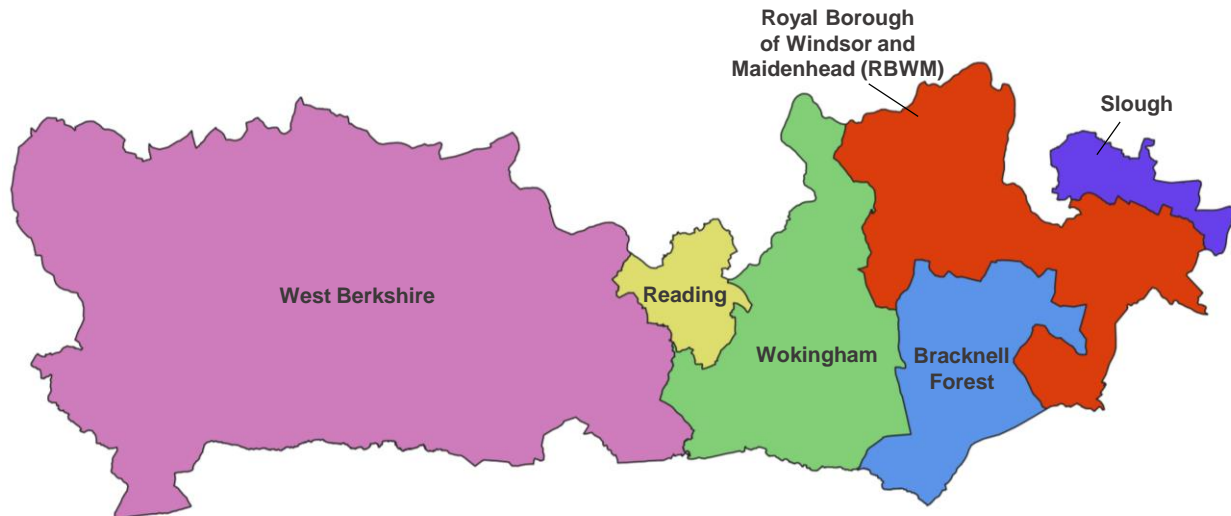 Royal Borough
of Windsor and
Maidenhead (RBWM)
Slough
West Berkshire
Reading
Wokingham
Bracknell
Forest